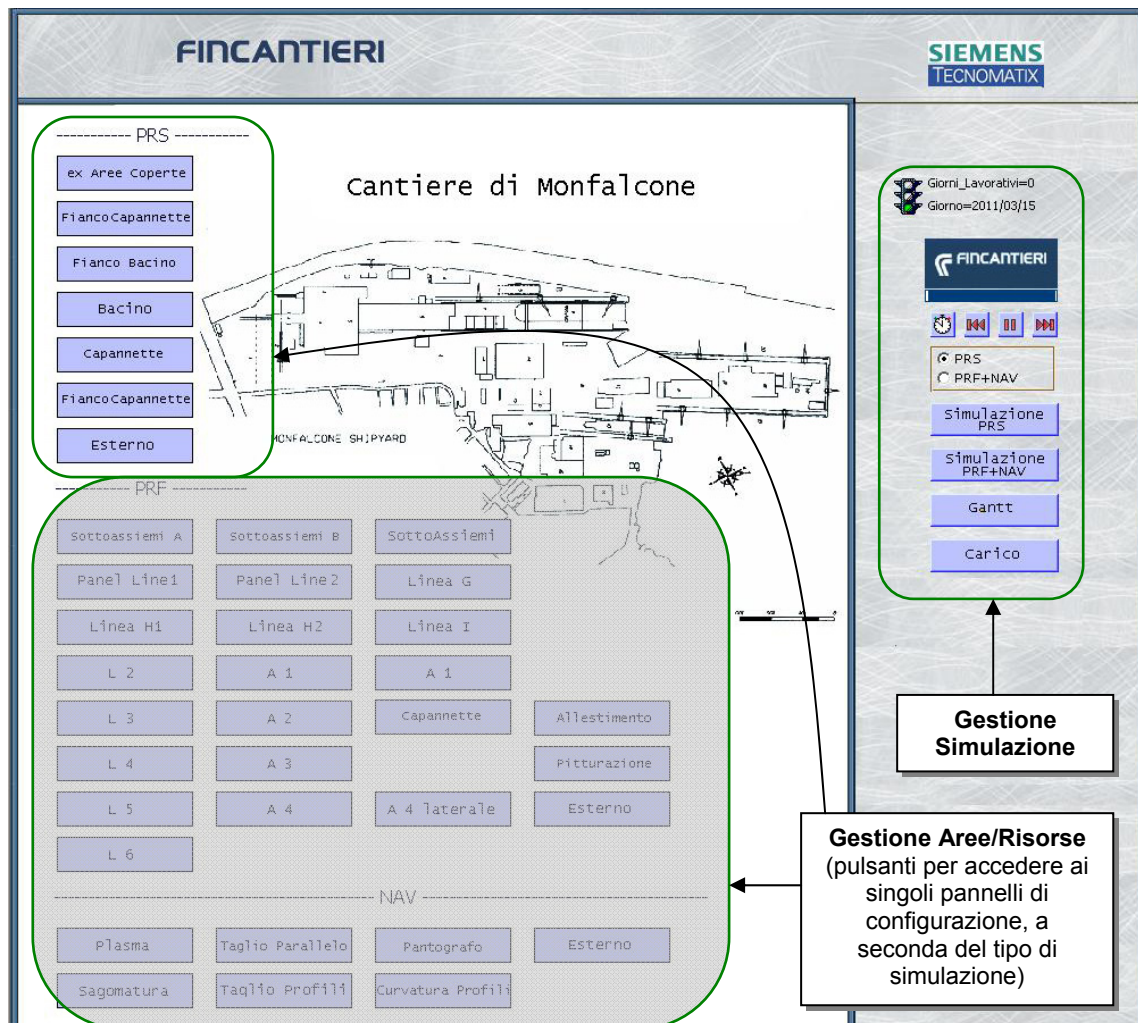 FINCANTIERI
SIEMENS
TECNOMATIX
PRS
ex Aree Coperte
FiancoCapannette
Fianco Bacino
Bacino
Capannette
FiancoCapannette
Esterno
Cantiere di Monfalcone
MONFALCONE SHIPYARD
PRF
Sottoassiemi A
Sottoassiemi B
SottoAssiemi
Panel Line1
Panel Line2
Linea G
Linea H1
Linea H2
Linea I
L 2
A 1
A 1
L 3
A 2
Capannette
Allestimento
L 4
A 3
Pitturazione
L 5
A 4
A 4 laterale
Esterno
L 6
NAV
Plasma
Taglio Parallelo
Pantografo
Esterno
Sagomatura
Taglio Profili
Curvatura Profili
Giorni_Lavorativi=0
Giorno=2011/03/15
FINCANTIERI
PRS
PRF+NAV
Simulazione
PRS
Simulazione
PRF+NAV
Gantt
Carico
Gestione
Simulazione
Gestione Aree/Risorse
(pulsanti per accedere ai
singoli pannelli di
configurazione, a
seconda del tipo di
simulazione)